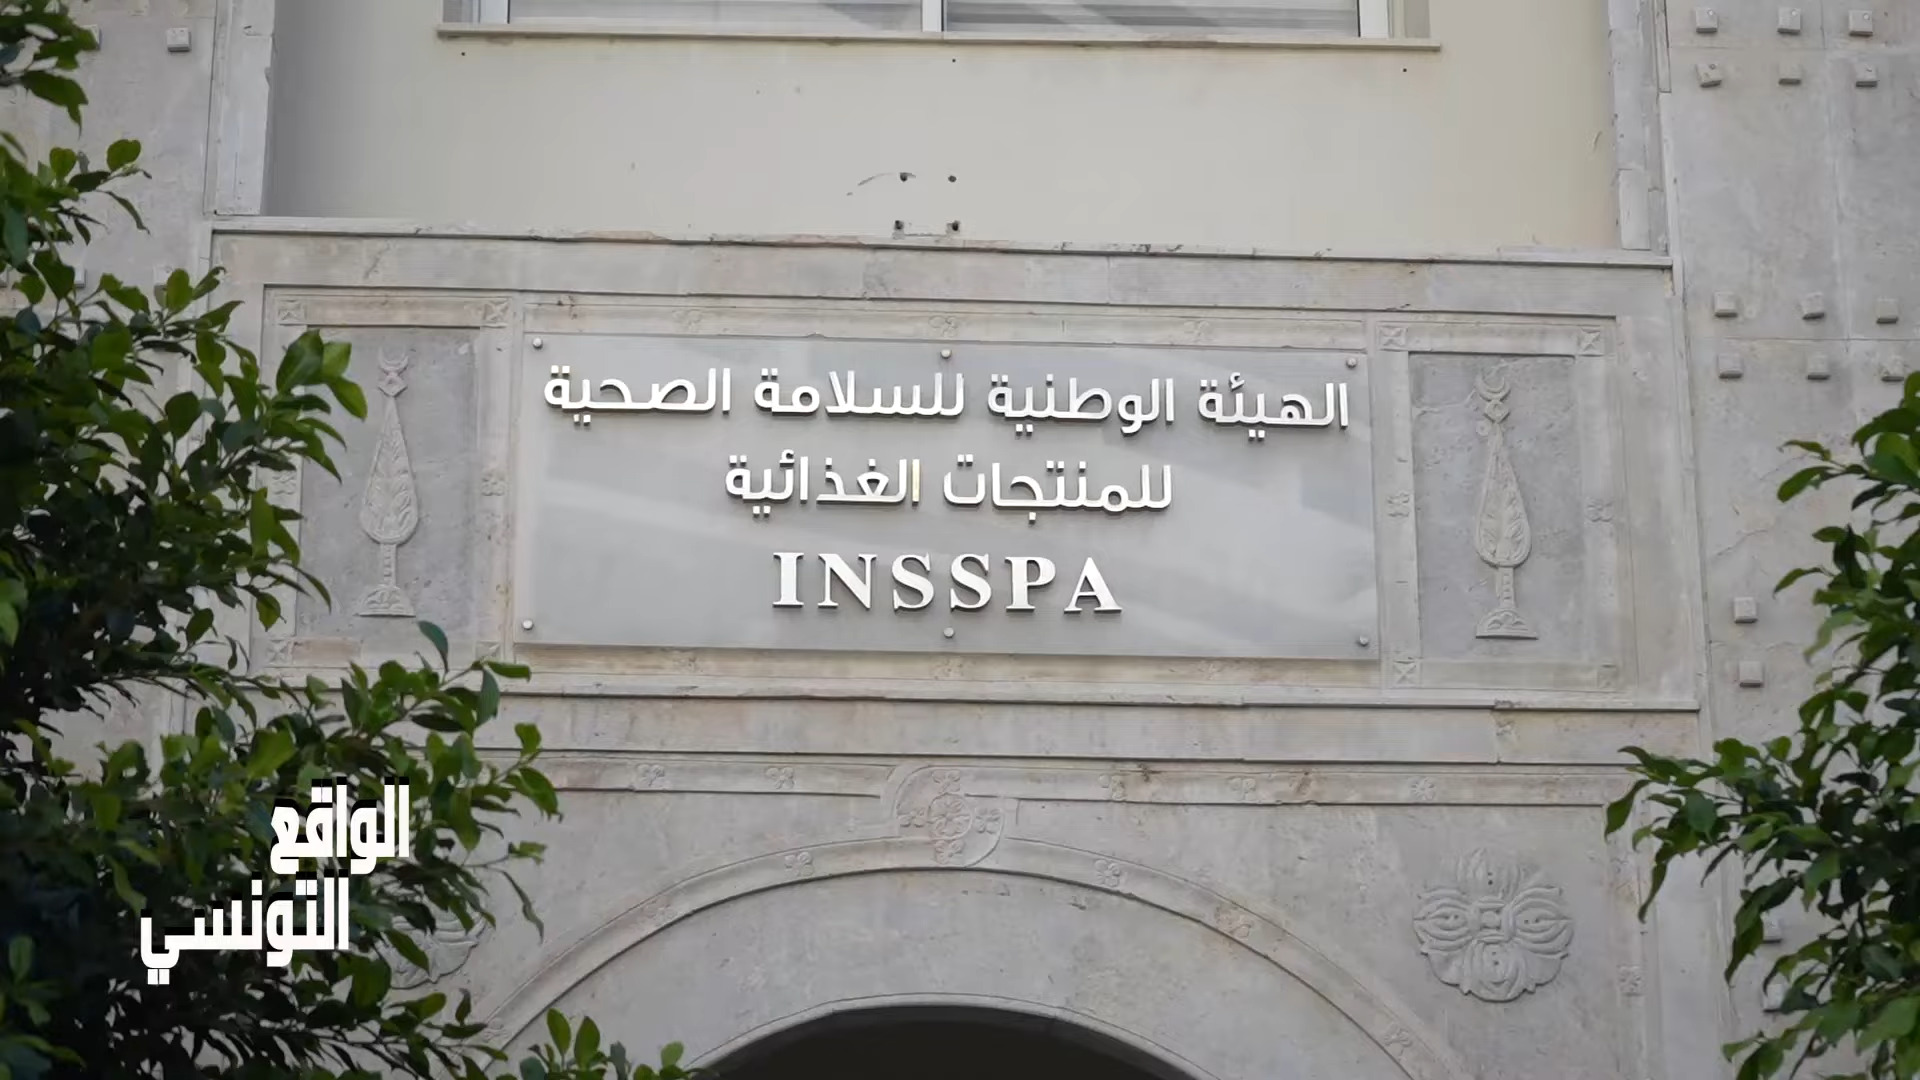 الهيئة الوطنية للسلامة الصحية
للمنتجات الغذائية
INSSPA
الواقع
التونسي